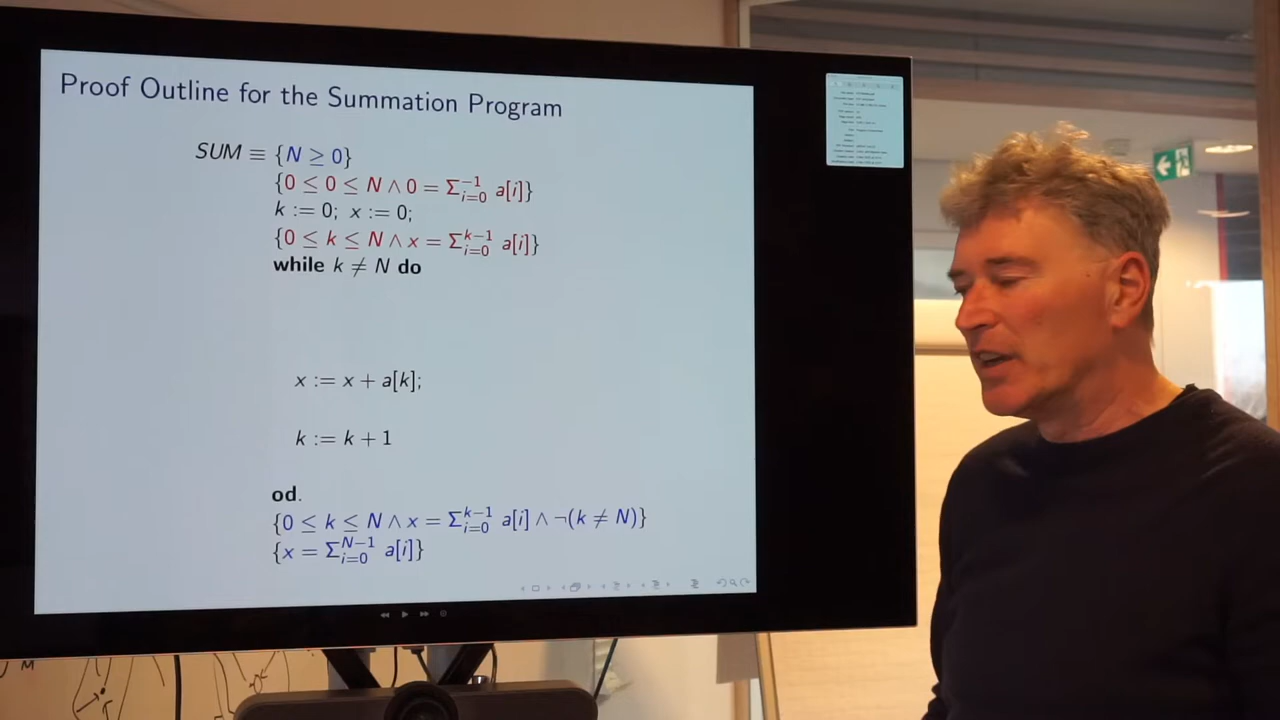 Proof Outline for the Summation Program
SUM ≡ {N ≥ 0}
{0 ≤ 0 ≤ N ∧ 0 = Σ_{i=0}^{-1} a[i]}
k := 0; x := 0;
{0 ≤ k ≤ N ∧ x = Σ_{i=0}^{k-1} a[i]}
while k ≠ N do
x := x + a[k];
k := k + 1
od.
{0 ≤ k ≤ N ∧ x = Σ_{i=0}^{k-1} a[i] ∧ ¬(k ≠ N)}
{x = Σ_{i=0}^{N-1} a[i]}